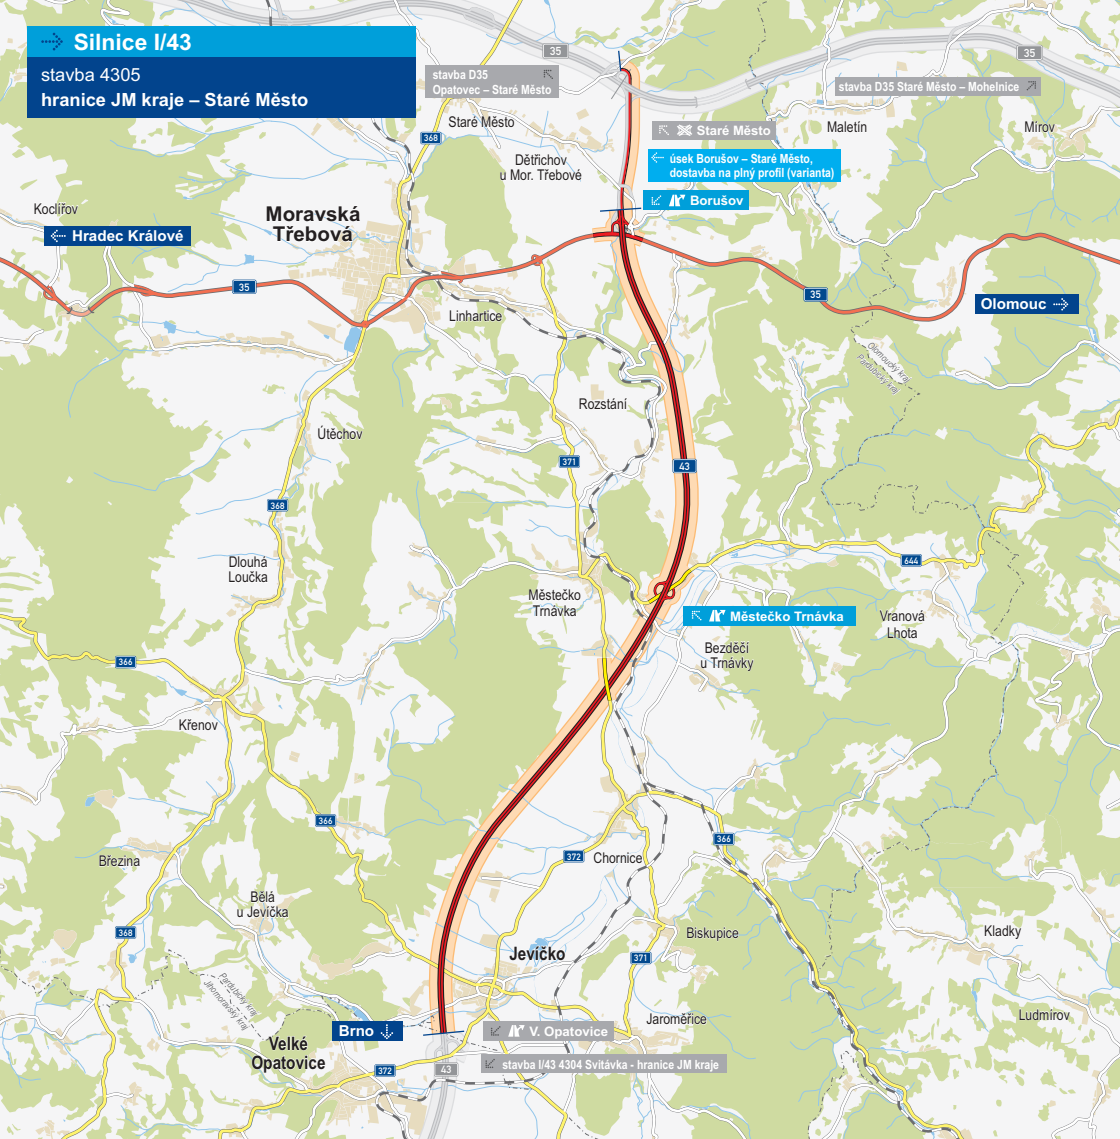 Silnice I/43
stavba 4305
hranice JM kraje – Staré Město
35
35
stavba D35
Opatovec – Staré Město
stavba D35 Staré Město – Mohelnice
Staré Město
368
Staré Město
Maletín
Mírov
úsek Borušov – Staré Město,
dostavba na plný profil (varianta)
Dětřichov
u Mor. Třebové
Borušov
Koclířov
Hradec Králové
Moravská
Třebová
35
35
Olomouc
Linhartice
Olomoucký kraj
Pardubický kraj
Rozstání
Útěchov
371
43
368
644
Dlouhá
Loučka
Městečko
Trnávka
Městečko Trnávka
Vranová
Lhota
Bezděčí
u Trnávky
366
Křenov
366
366
Březina
372
Chornice
Bělá
u Jevíčka
368
Biskupice
Kladky
Jevíčko
371
Pardubický kraj
Jihomoravský kraj
Jaroměřice
Ludmírov
Brno
V. Opatovice
Velké
Opatovice
372
43
stavba I/43 4304 Svitávka - hranice JM kraje